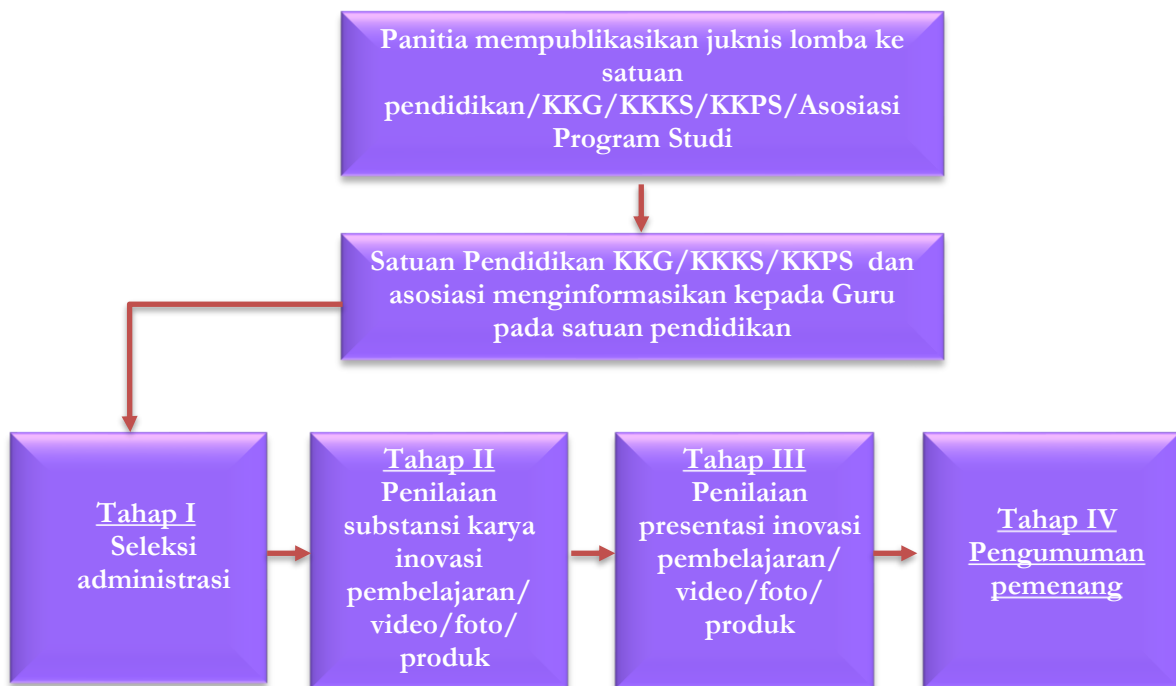 Panitia mempublikasikan juknis lomba ke
satuan
pendidikan/KKG/KKKS/KKPS/Asosiasi
Program Studi
Satuan Pendidikan KKG/KKKS/KKPS dan
asosiasi menginformasikan kepada Guru
pada satuan pendidikan
Tahap I
Seleksi
administrasi
Tahap II
Penilaian
substansi karya
inovasi
pembelajaran/
video/foto/
produk
Tahap III
Penilaian
presentasi inovasi
pembelajaran/
video/foto/
produk
Tahap IV
Pengumuman
pemenang